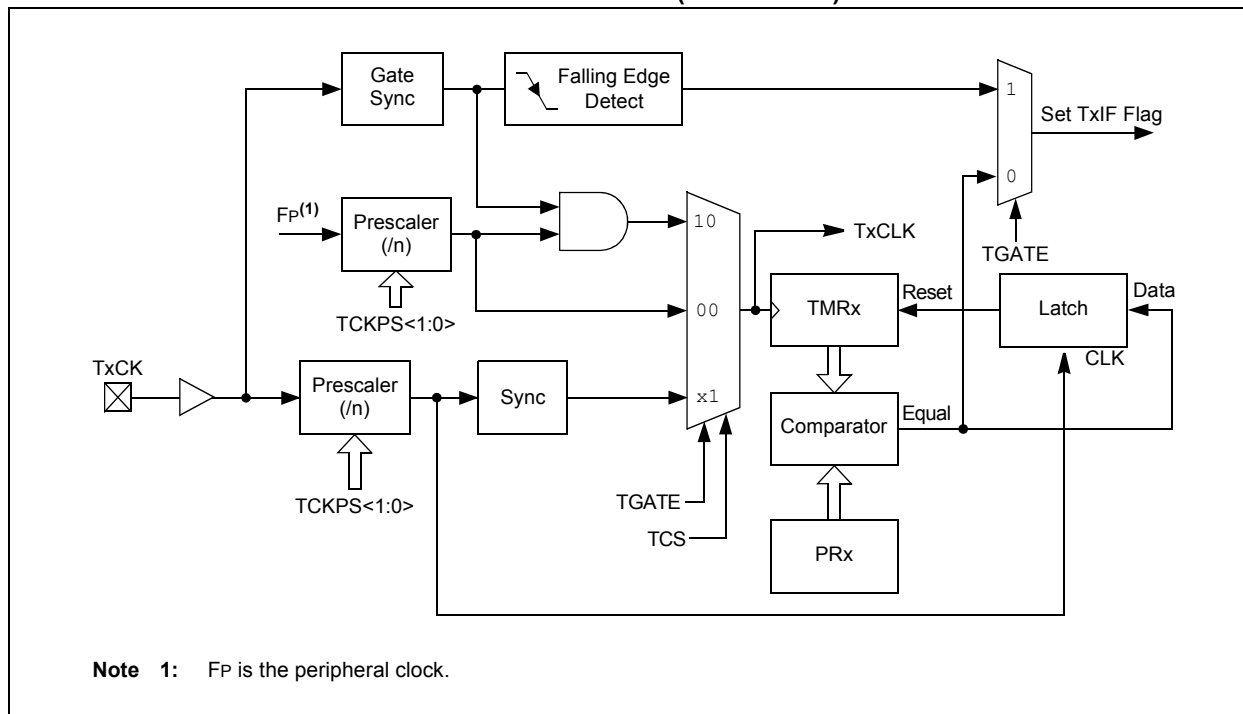 Gate
Sync
Falling Edge
Detect
1
Set TxIF Flag
0
TGATE
FP(1)
Prescaler
(/n)
TCKPS<1:0>
10
00
x1
TxCLK
TMRx
Reset
Latch
Data
CLK
TxCK
Prescaler
(/n)
TCKPS<1:0>
Sync
Comparator
Equal
TGATE
TCS
PRx
Note 1: FP is the peripheral clock.